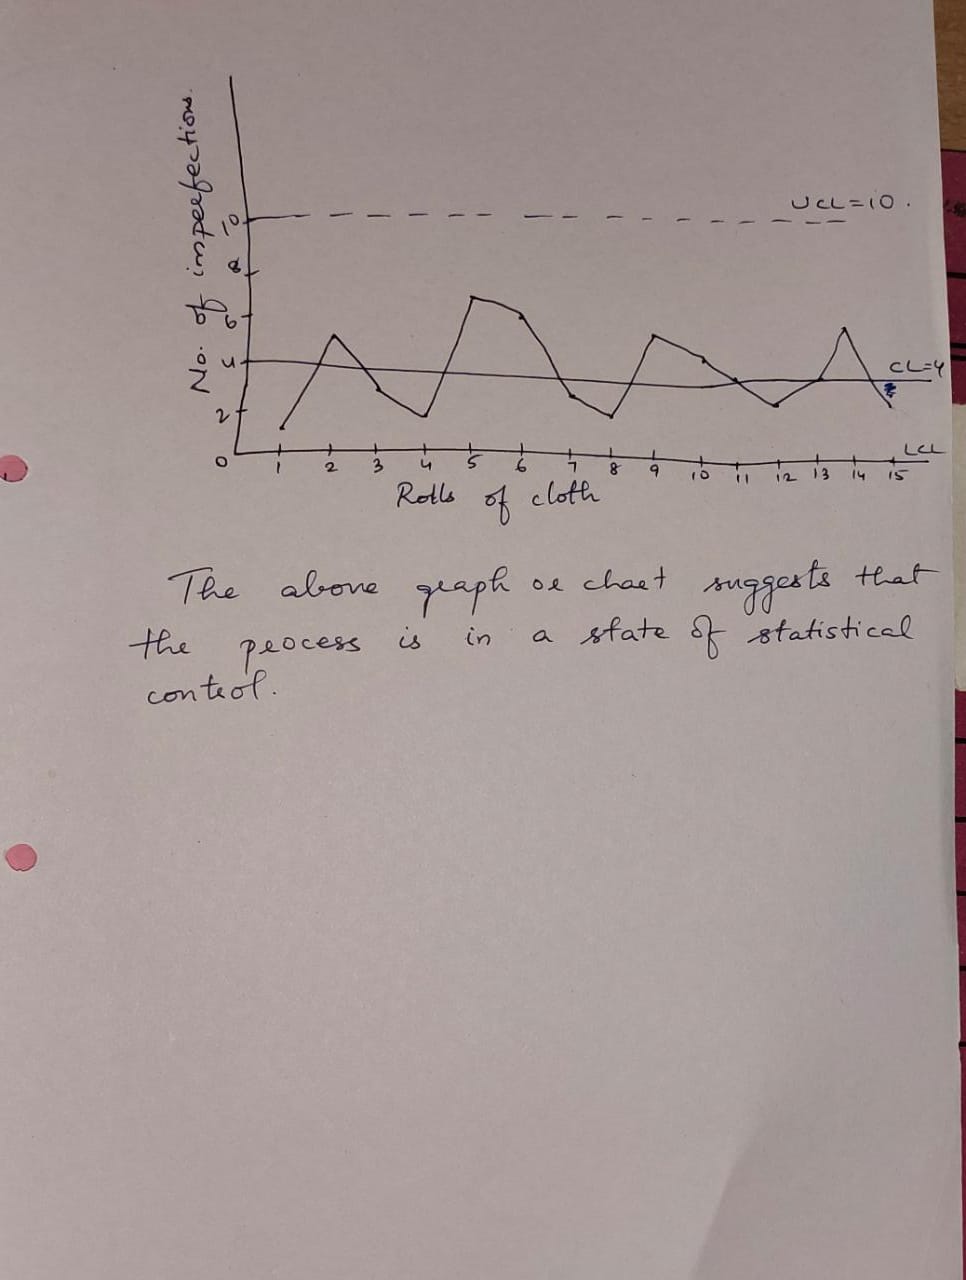 No. of imperfections.
10
8
6
4
2
0
UCL=10.
CL=4
LCL
1 2 3 4 5 6 7 8 9 10 11 12 13 14 15
Rolls of cloth
The above graph or chart suggests that
the process is in a state of statistical
control.